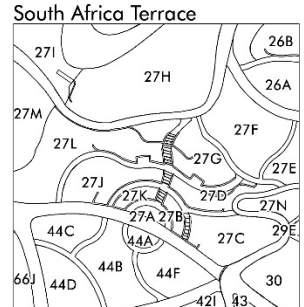 South Africa Terrace
27I
26B
27H
26A
27M
27F
27L
27G
27E
27J
27K
27D
27N
27A
27B
29E
44C
44A
27C
44B
44F
66J
44D
30
42I
43